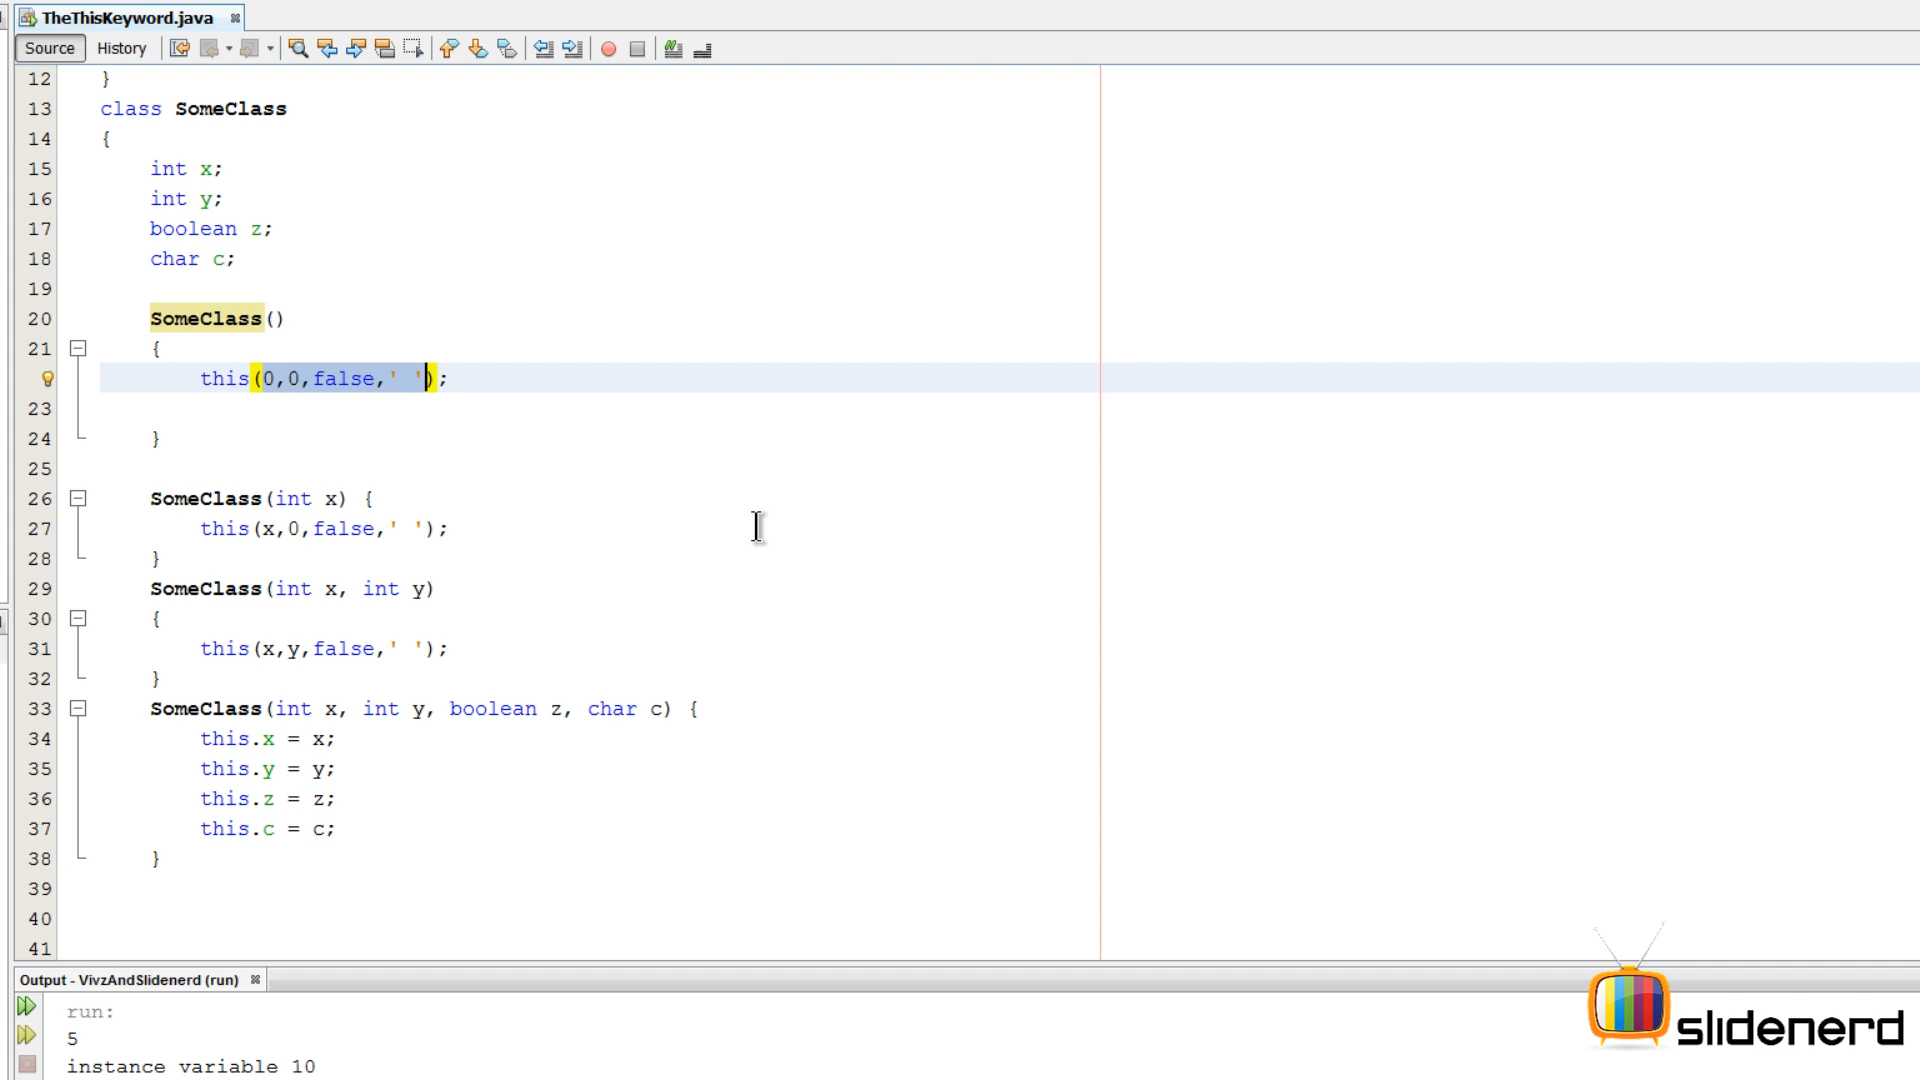 TheThisKeyword.java
Source History
12 }
13 class SomeClass
14 {
15 int x;
16 int y;
17 boolean z;
18 char c;
19
20 SomeClass()
21 {
this(0,0,false,' ');
23
24 }
25
26 SomeClass(int x) {
27 this(x,0,false,' ');
28 }
29 SomeClass(int x, int y)
30 {
31 this(x,y,false,' ');
32 }
33 SomeClass(int x, int y, boolean z, char c) {
34 this.x = x;
35 this.y = y;
36 this.z = z;
37 this.c = c;
38 }
39
40
41
Output - VivzAndSlidenerd (run)
run:
5
instance variable 10
slidenerd